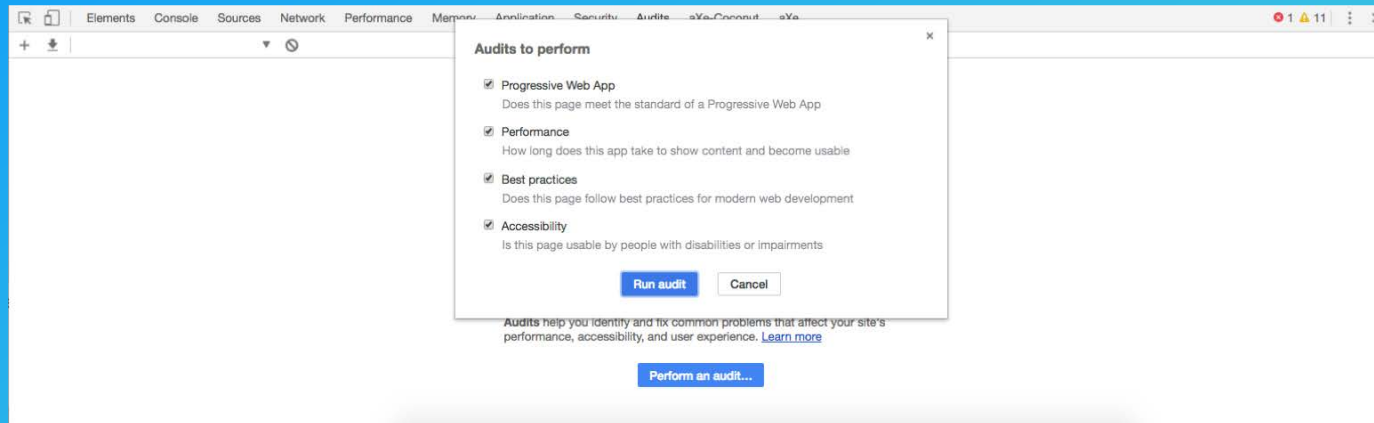 Elements Console Sources Network Performance Memory Application Security Audits aXe-Coconut aXe 1 11
Audits to perform
Progressive Web App
Does this page meet the standard of a Progressive Web App
Performance
How long does this app take to show content and become usable
Best practices
Does this page follow best practices for modern web development
Accessibility
Is this page usable by people with disabilities or impairments
Run audit Cancel
Audits help you identify and fix common problems that affect your site's
performance, accessibility, and user experience. Learn more
Perform an audit...